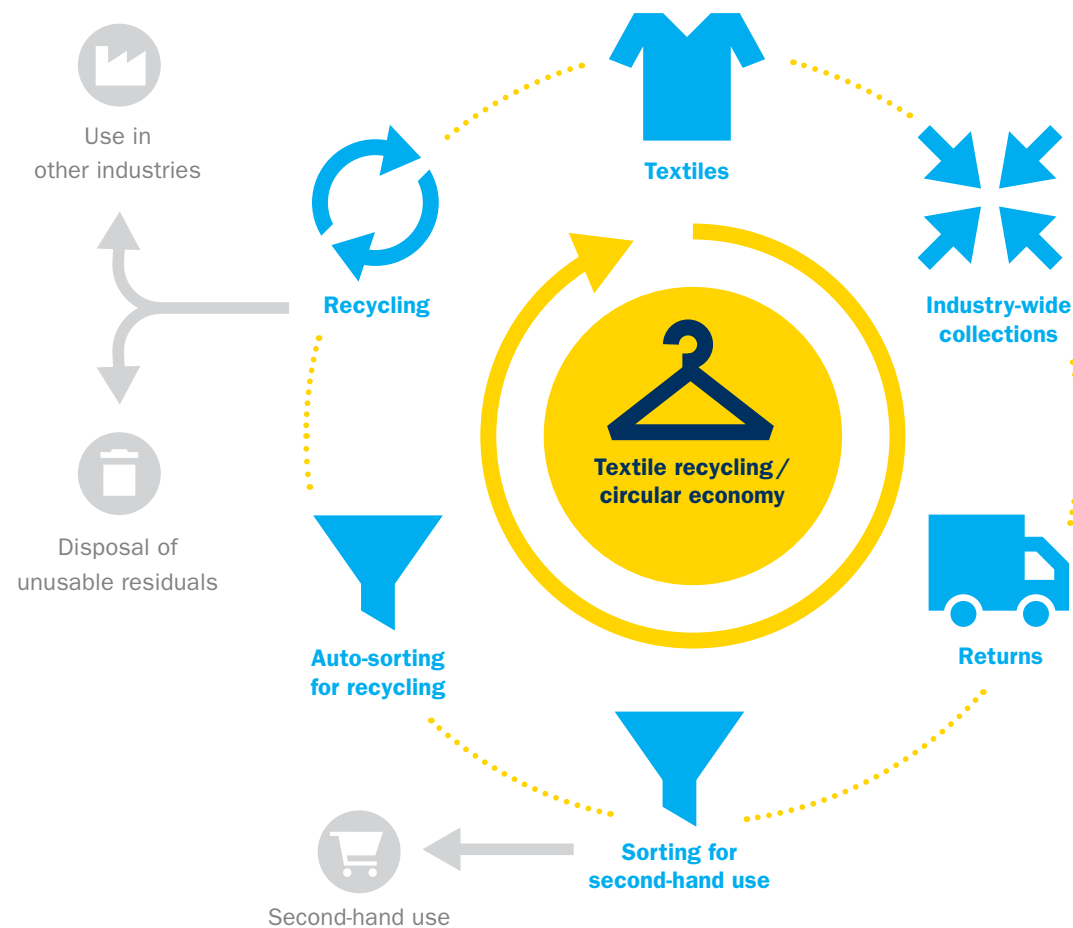 Use in
other industries
Textiles
Recycling
Industry-wide
collections
Textile recycling /
circular economy
Disposal of
unusable residuals
Auto-sorting
for recycling
Returns
Sorting for
second-hand use
Second-hand use